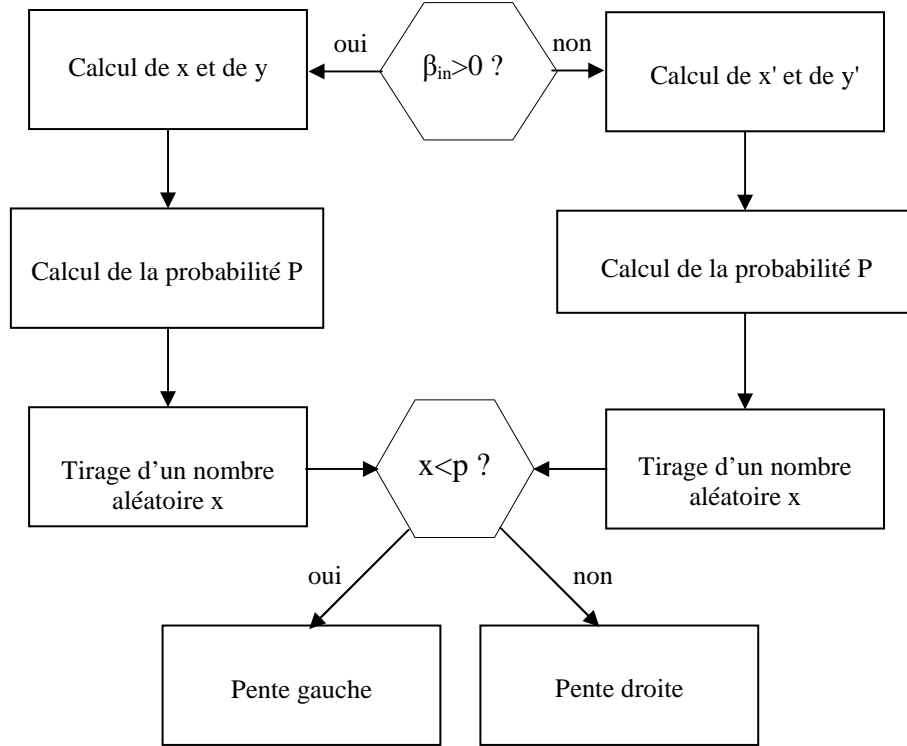 oui
β_in>0 ?
non
Calcul de x et de y
Calcul de x' et de y'
Calcul de la probabilité P
Calcul de la probabilité P
Tirage d’un nombre
aléatoire x
x<p ?
Tirage d’un nombre
aléatoire x
oui
non
Pente gauche
Pente droite